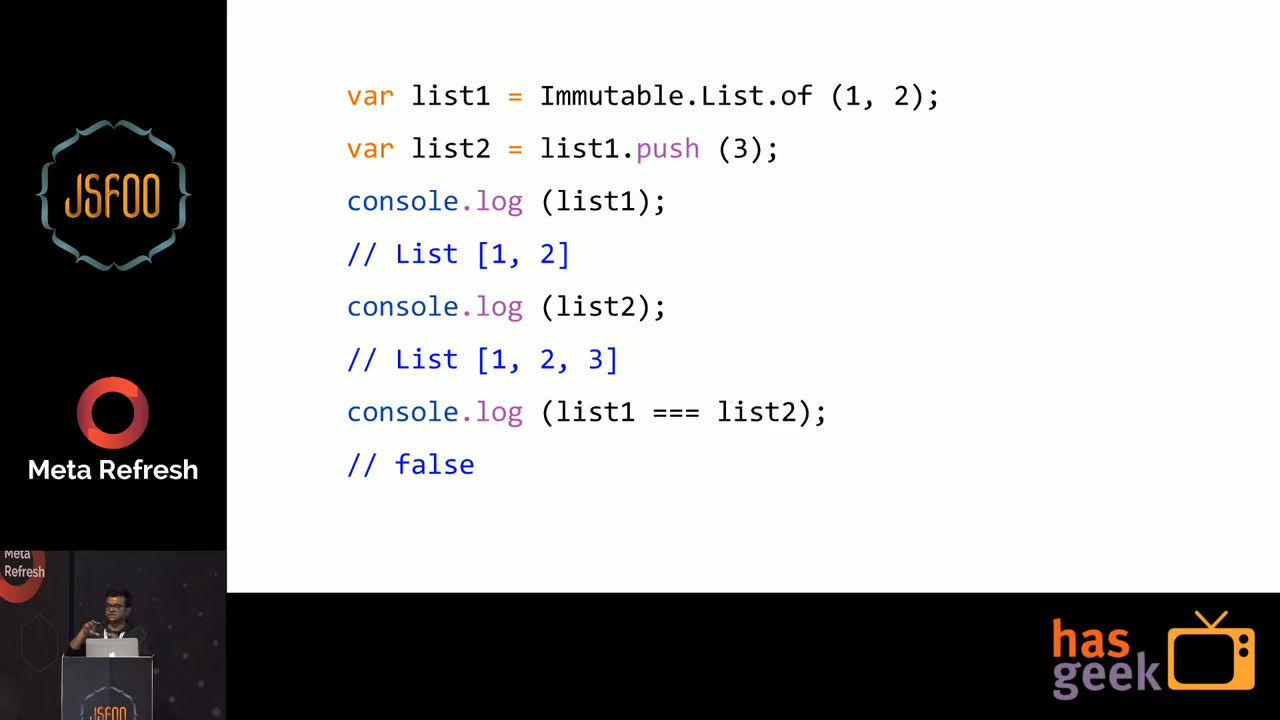 var list1 = Immutable.List.of (1, 2);
var list2 = list1.push (3);
console.log (list1);
// List [1, 2]
console.log (list2);
// List [1, 2, 3]
console.log (list1 === list2);
// false
JSFOO
Meta Refresh
Meta
Refresh
JSFOO
has
geek